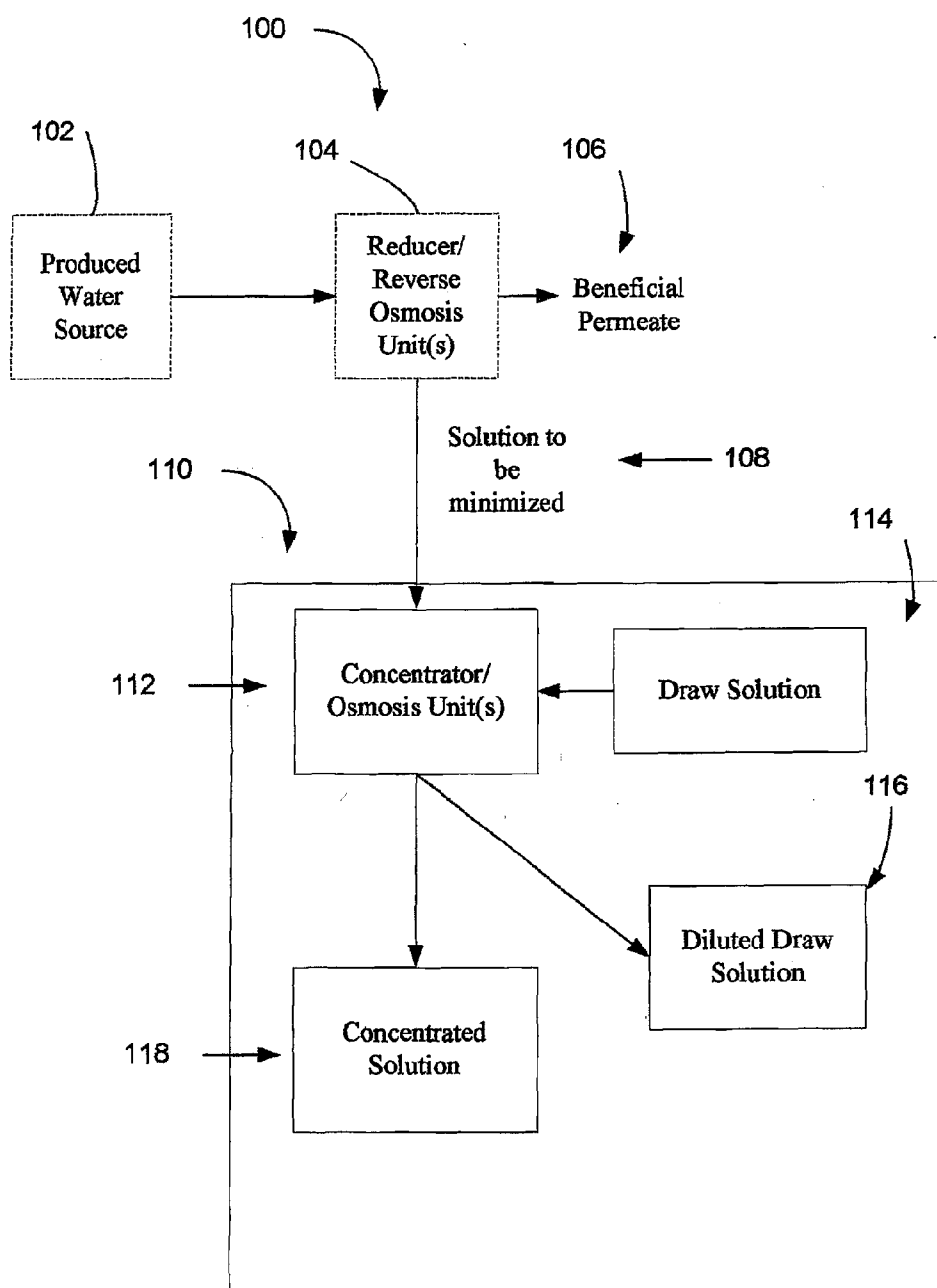 100
102
104
106
Produced
Water
Source
Reducer/
Reverse
Osmosis
Unit(s)
Beneficial
Permeate
Solution to
be
minimized
108
110
114
112
Concentrator/
Osmosis Unit(s)
Draw Solution
116
Diluted Draw
Solution
118
Concentrated
Solution